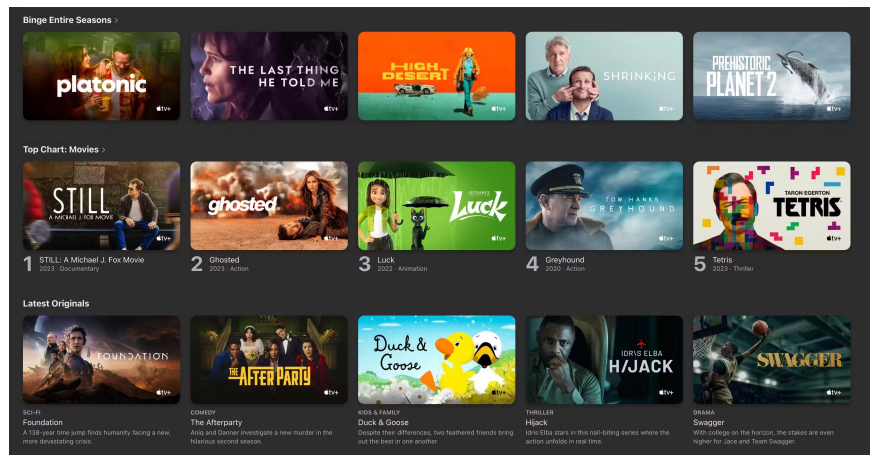 Binge Entire Seasons >
platonic
tv+
THE LAST THING
HE TOLD ME
tv+
HIGH
DESERT
tv+
SHRINKING
tv+
PREHISTORIC
PLANET 2
tv+
Top Chart: Movies >
STILL
A MICHAEL J. FOX MOVIE
tv+
ghosted
tv+
Luck
tv+
TOM HANKS
GREYHOUND
tv+
TARON EGERTON
TETRIS
tv+
1 STILL: A Michael J. Fox Movie
2023 · Documentary
2 Ghosted
2023 · Action
3 Luck
2022 · Animation
4 Greyhound
2020 · Action
5 Tetris
2023 · Thriller
Latest Originals
FOUNDATION
tv+
THE
AFTERPARTY
tv+
Duck &
Goose
tv+
IDRIS ELBA
H/JACK
tv+
SWAGGER
tv+
SCI-FI
Foundation
A 138-year time jump finds humanity facing a new,
more devastating crisis.
COMEDY
The Afterparty
Aniq and Danner investigate a new murder in the
hilarious second season.
KIDS & FAMILY
Duck & Goose
Despite their differences, two feathered friends bring
out the best in one another.
THRILLER
Hijack
Idris Elba stars in this nail-biting series where the
action unfolds in real time.
DRAMA
Swagger
With college on the horizon, the stakes are even
higher for Jace and Team Swagger.